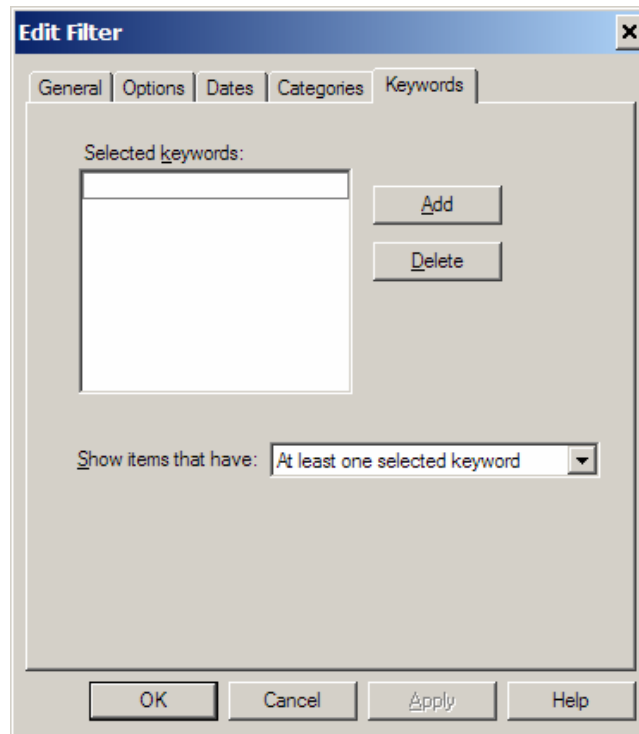 Edit Filter
General Options Dates Categories Keywords
Selected keywords:
Add
Delete
Show items that have: At least one selected keyword
OK Cancel Apply Help